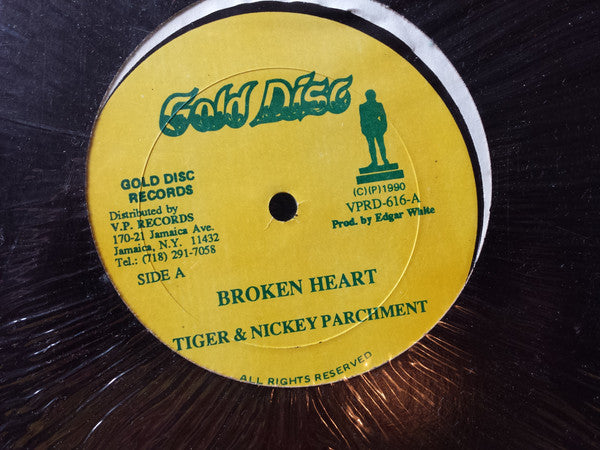 Gold Disc
GOLD DISC
RECORDS
Distributed by
V.P. RECORDS
170-21 Jamaica Ave.
Jamaica, N.Y. 11432
Tel.: (718) 291-7058
SIDE A
(C)(P)1990
VPRD-616-A
Prod. by Edgar White
BROKEN HEART
TIGER & NICKEY PARCHMENT
ALL RIGHTS RESERVED